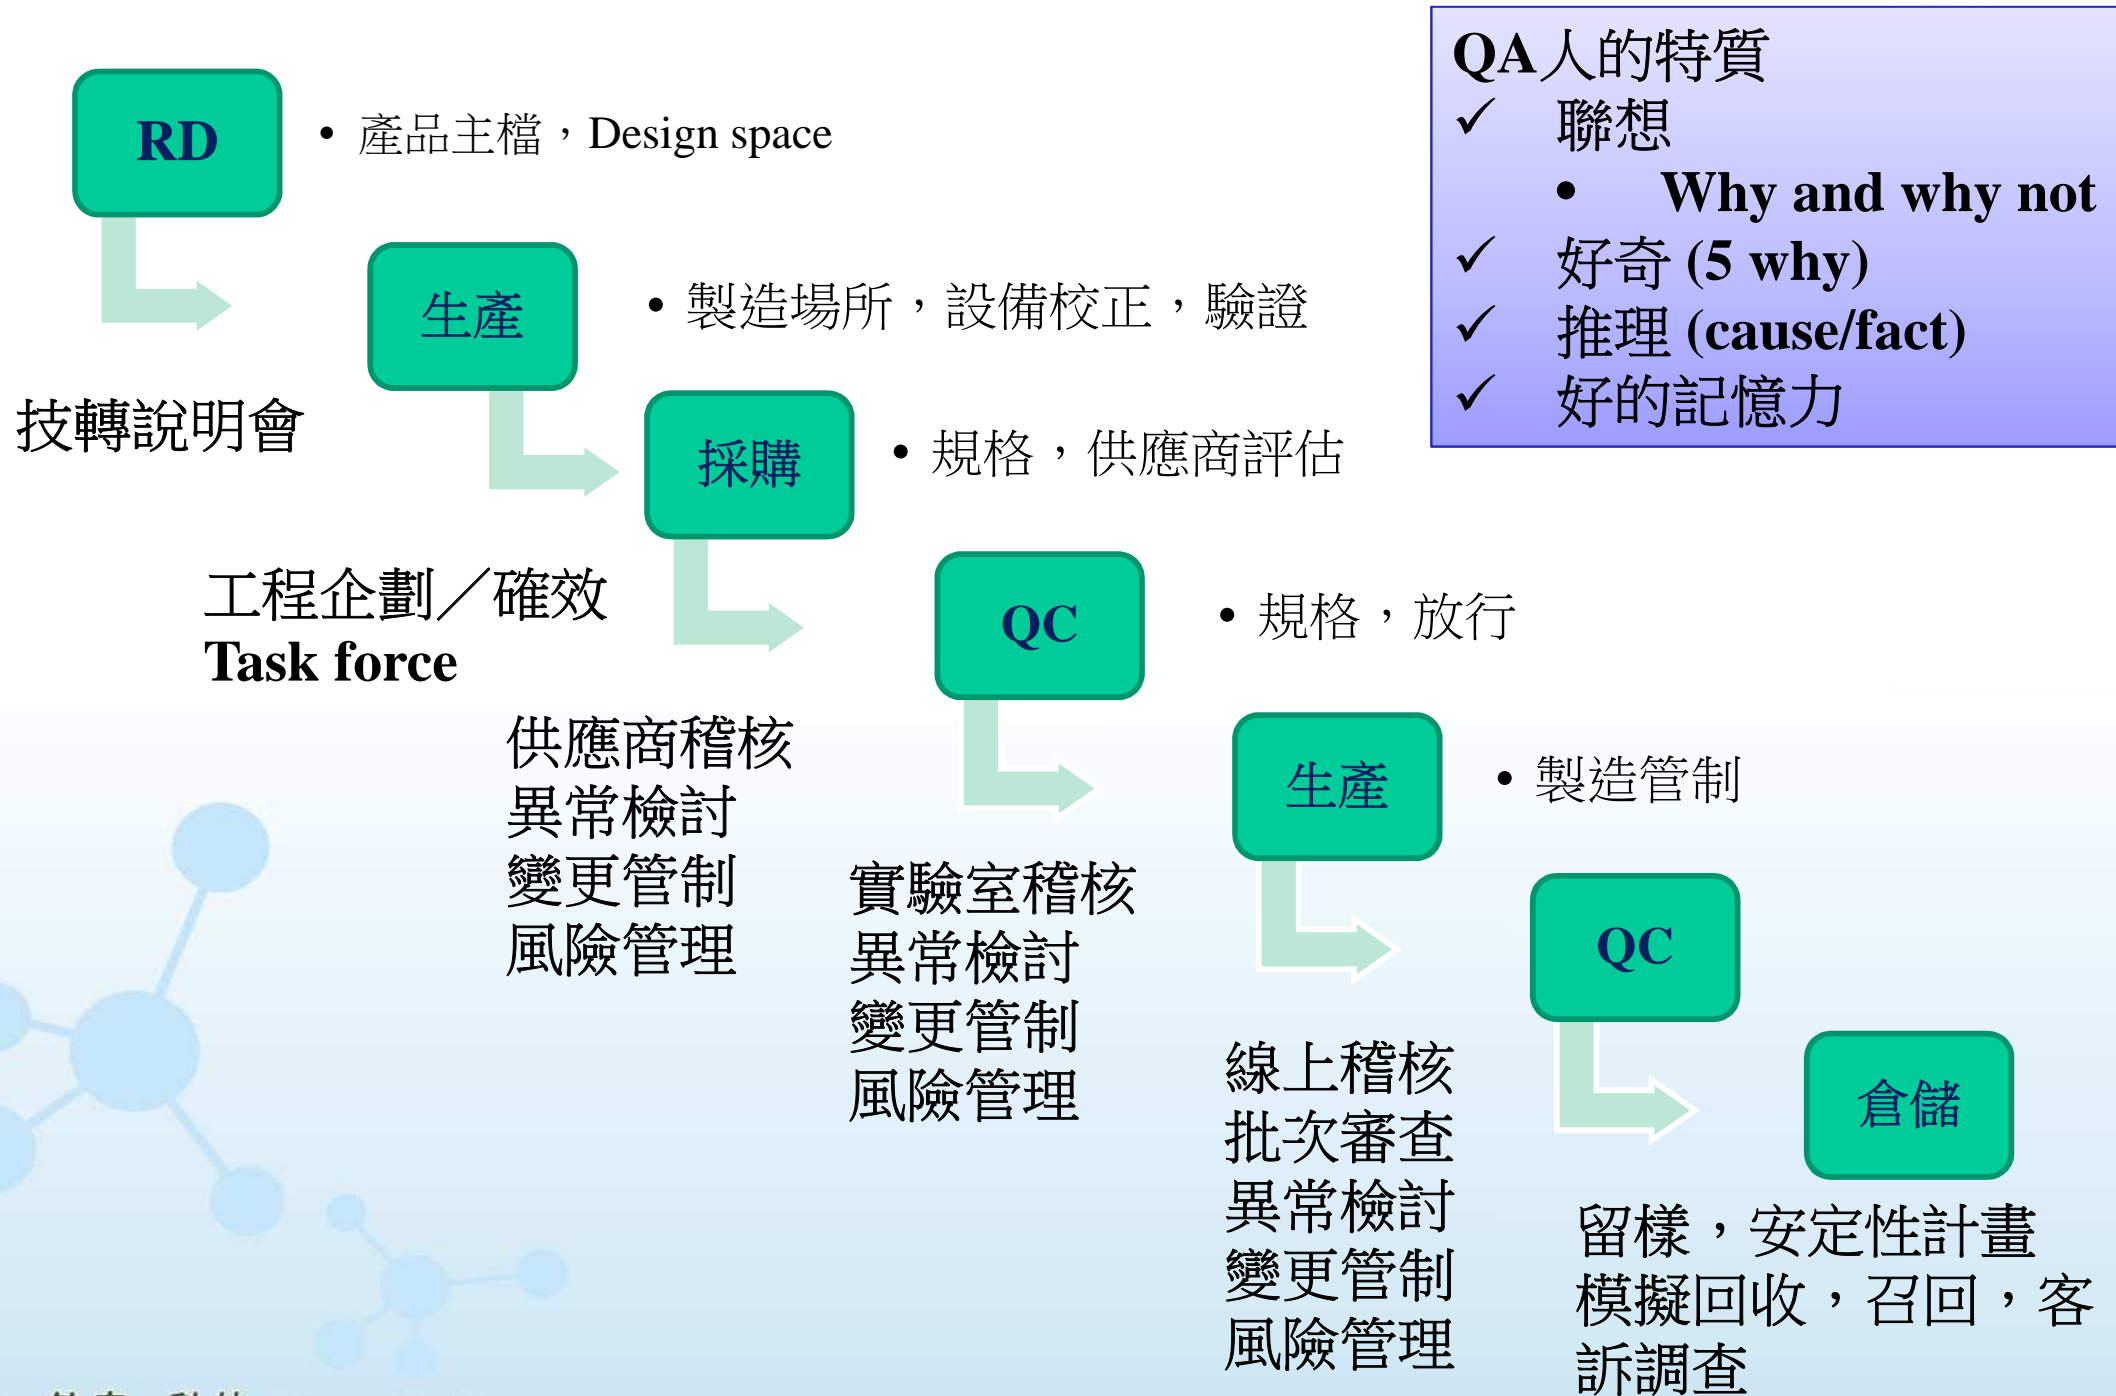 RD
• 產品主檔，Design space
技轉說明會
生產
• 製造場所，設備校正，驗證
採購
• 規格，供應商評估
工程企劃／確效
Task force
QC
• 規格，放行
供應商稽核
異常檢討
變更管制
風險管理
生產
• 製造管制
實驗室稽核
異常檢討
變更管制
風險管理
QC
線上稽核
批次審查
異常檢討
變更管制
風險管理
倉儲
留樣，安定性計畫
模擬回收，召回，客
訴調查
QA人的特質
✓ 聯想
• Why and why not
✓ 好奇 (5 why)
✓ 推理 (cause/fact)
✓ 好的記憶力